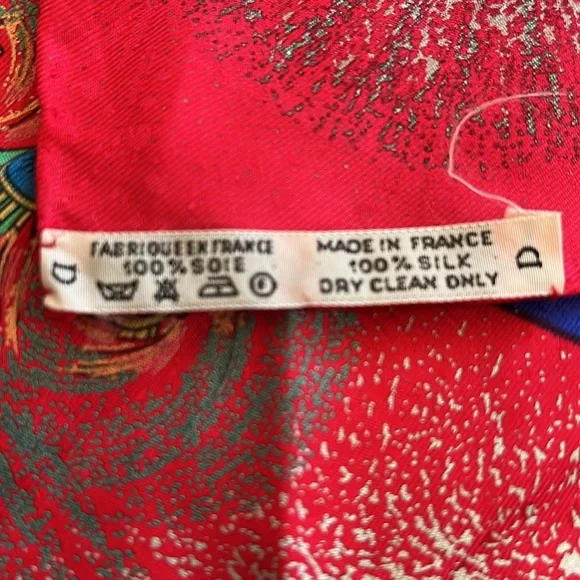 D
FABRIQUE EN FRANCE
100% SOIE
MADE IN FRANCE
100% SILK
DRY CLEAN ONLY
D